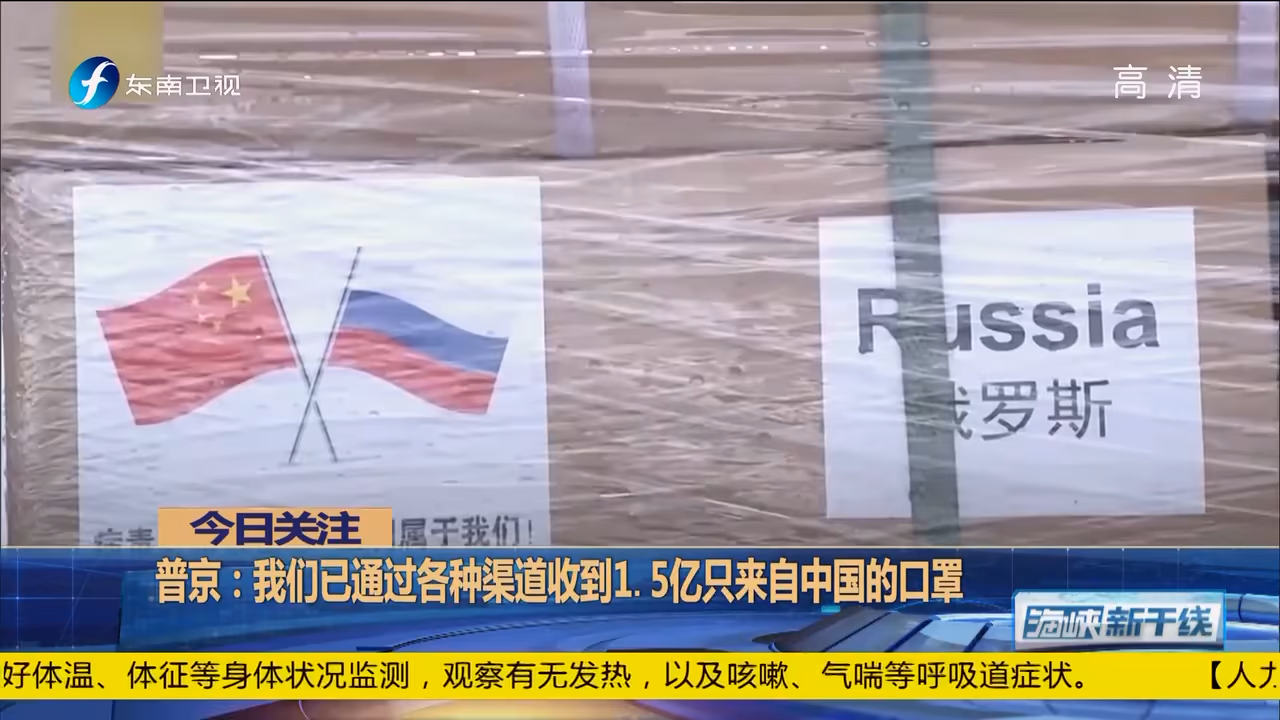 东南卫视
高清
Russia
罗斯
病毒
属于我们!
今日关注
普京：我们已通过各种渠道收到1.5亿只来自中国的口罩
海峡新干线
好体温、体征等身体状况监测，观察有无发热，以及咳嗽、气喘等呼吸道症状。 【人力